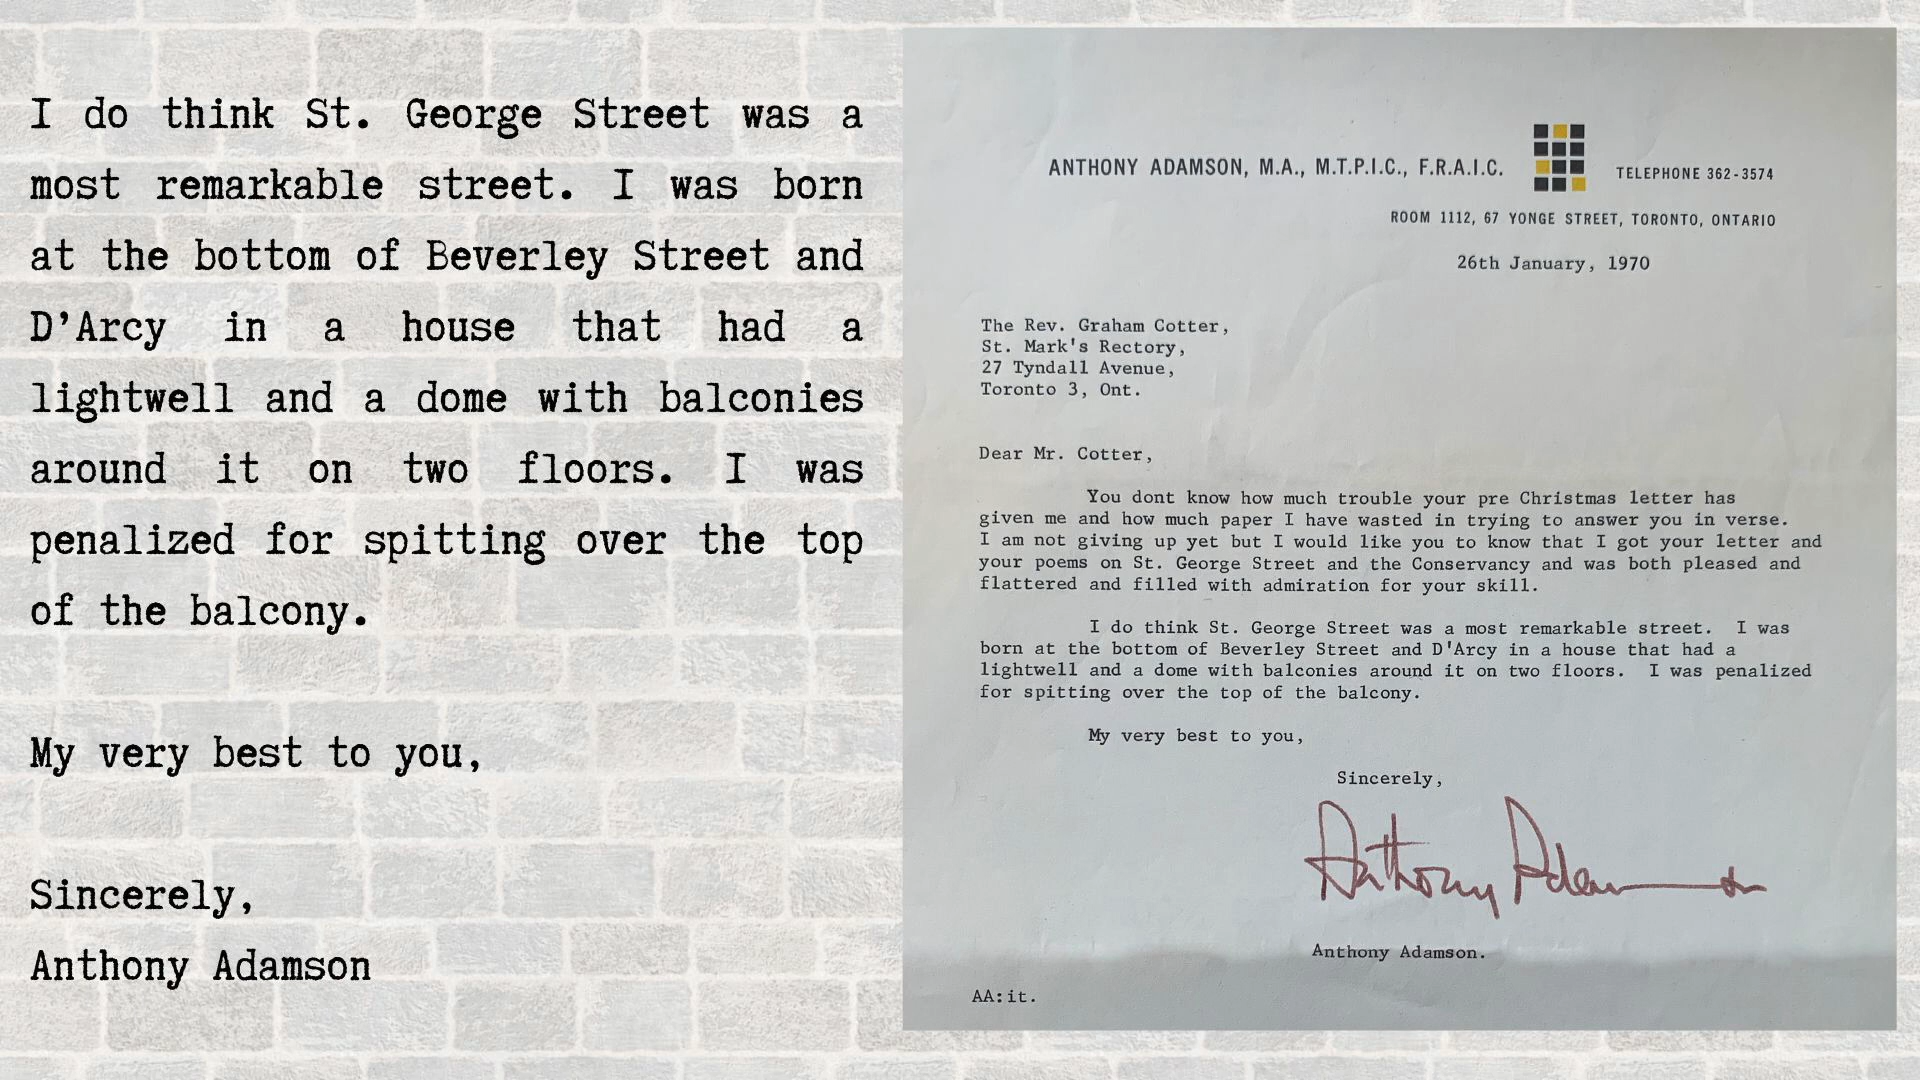 I do think St. George Street was a
most remarkable street. I was born
at the bottom of Beverley Street and
D’Arcy in a house that had a
lightwell and a dome with balconies
around it on two floors. I was
penalized for spitting over the top
of the balcony.
My very best to you,
Sincerely,
Anthony Adamson
ANTHONY ADAMSON, M.A., M.T.P.I.C., F.R.A.I.C.
TELEPHONE 362-3574
ROOM 1112, 67 YONGE STREET, TORONTO, ONTARIO
26th January, 1970
The Rev. Graham Cotter,
St. Mark's Rectory,
27 Tyndall Avenue,
Toronto 3, Ont.
Dear Mr. Cotter,
You dont know how much trouble your pre Christmas letter has
given me and how much paper I have wasted in trying to answer you in verse.
I am not giving up yet but I would like you to know that I got your letter and
your poems on St. George Street and the Conservancy and was both pleased and
flattered and filled with admiration for your skill.
I do think St. George Street was a most remarkable street. I was
born at the bottom of Beverley Street and D'Arcy in a house that had a
lightwell and a dome with balconies around it on two floors. I was penalized
for spitting over the top of the balcony.
My very best to you,
Sincerely,
Anthony Adamson
Anthony Adamson.
AA:it.